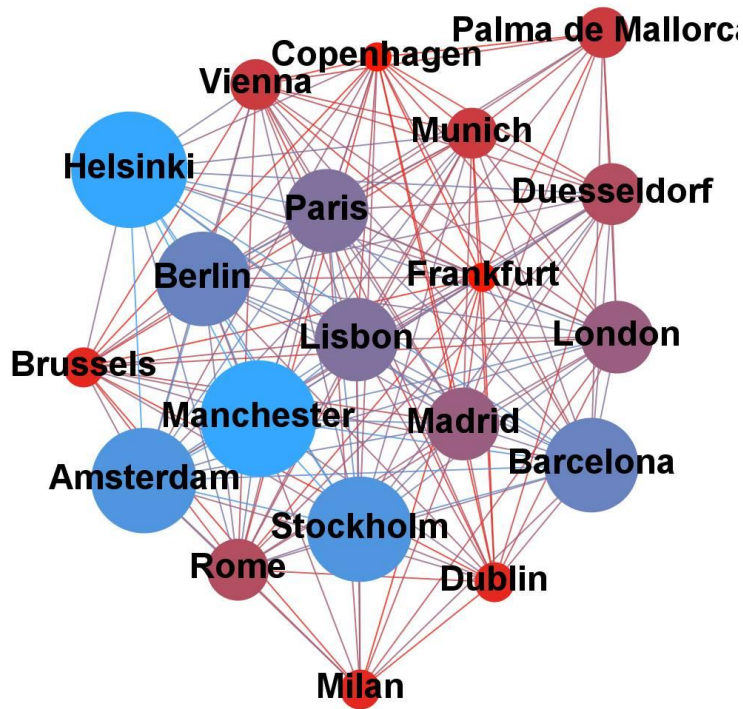 Palma de Mallorca
Copenhagen
Vienna
Munich
Helsinki
Duesseldorf
Paris
Berlin
Frankfurt
Lisbon
London
Brussels
Manchester
Madrid
Amsterdam
Barcelona
Stockholm
Rome
Dublin
Milan